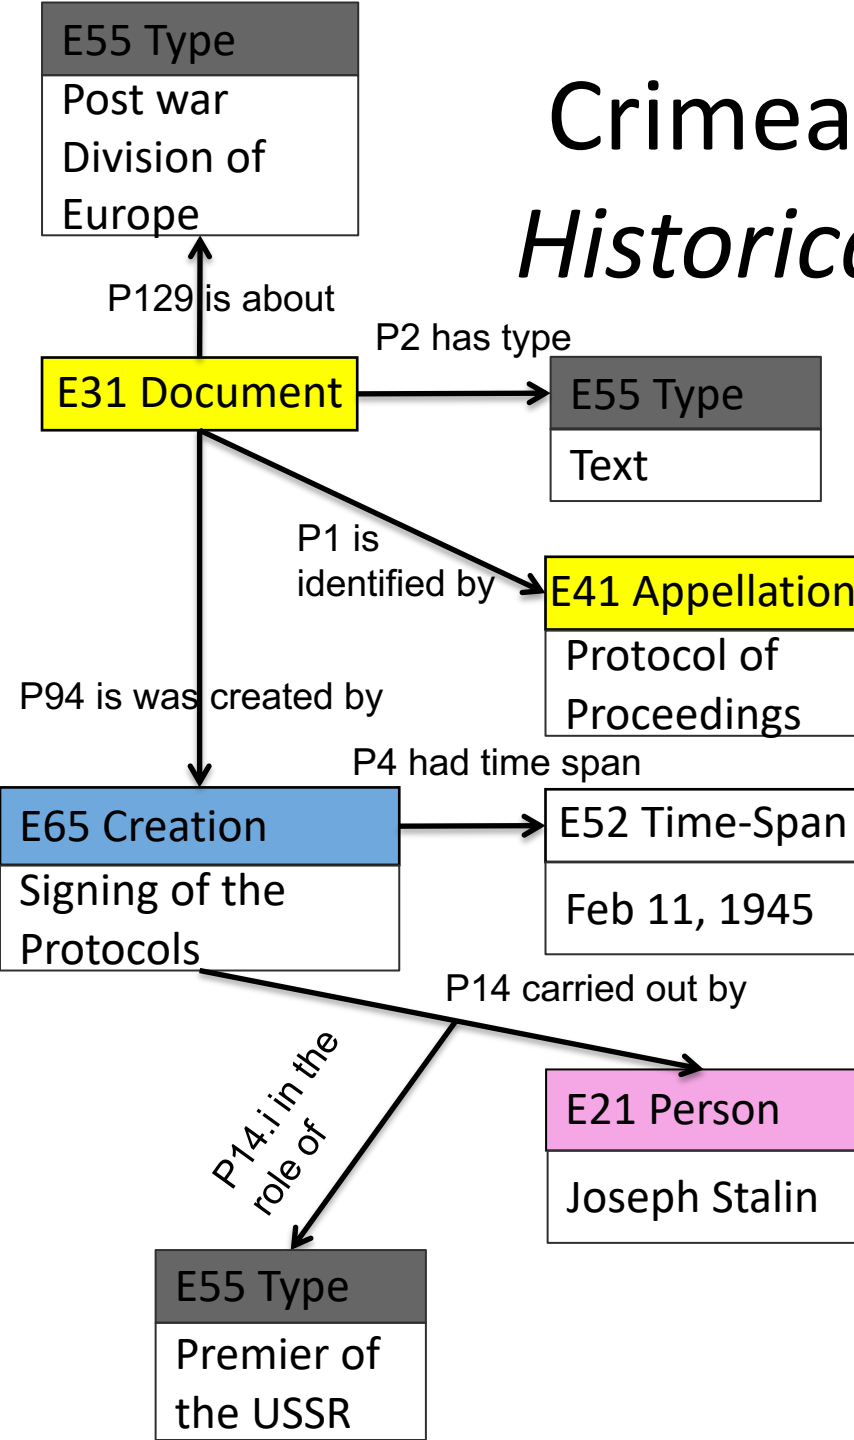 E55 Type
Post war
Division of
Europe
Crimea
Historica
P129 is about
P2 has type
E31 Document
E55 Type
Text
P1 is
identified by
E41 Appellation
Protocol of
Proceedings
P94 is was created by
P4 had time span
E65 Creation
Signing of the
Protocols
E52 Time-Span
Feb 11, 1945
P14 carried out by
P14.i in the
role of
E21 Person
Joseph Stalin
E55 Type
Premier of
the USSR